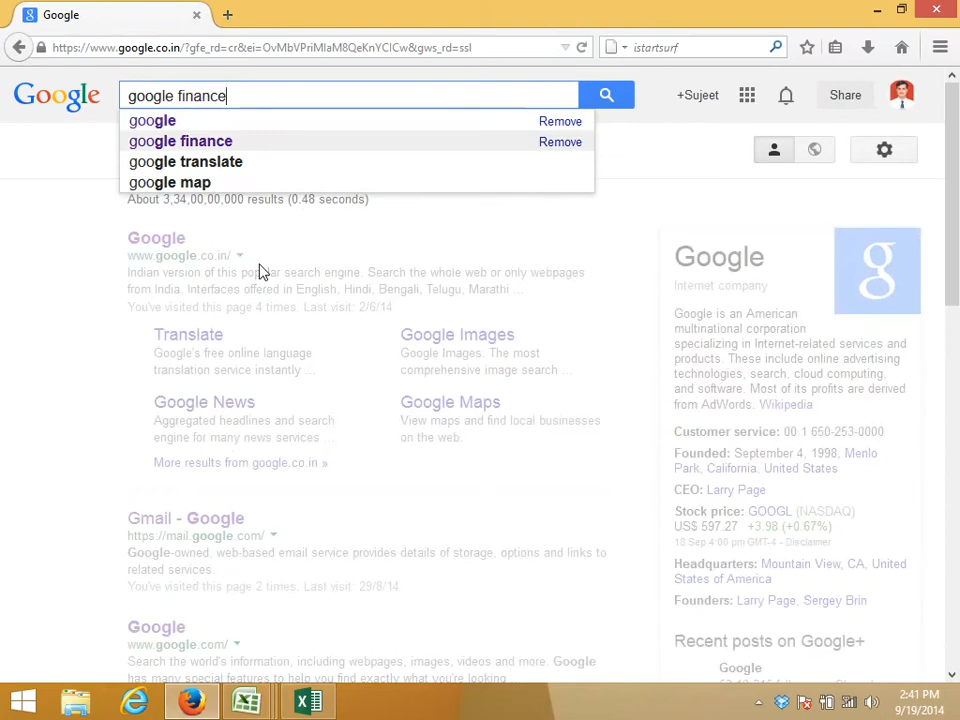 Google
https://www.google.co.in/?gfe_rd=cr&ei=OvMbVPriMIaM8QeKnYCICw&gws_rd=ssl
istartsurf
Google
google finance
+Sujeet
Share
google Remove
google finance Remove
google translate
google map
About 3,34,00,00,000 results (0.48 seconds)
Google
www.google.co.in/
Indian version of this popular search engine. Search the whole web or only webpages
from India. Interfaces offered in English, Hindi, Bengali, Telugu, Marathi ...
You've visited this page 4 times. Last visit: 2/6/14
Translate
Google's free online language
translation service instantly ...
Google Images
Google Images. The most
comprehensive image search ...
Google News
Aggregated headlines and search
engine for many news services ...
Google Maps
View maps and find local businesses
on the web.
More results from google.co.in »
Gmail - Google
https://mail.google.com/
Google-owned, web-based email service provides details of storage, options and links to
related services.
You've visited this page 2 times. Last visit: 29/8/14
Google
www.google.com/
Search the world's information, including webpages, images, videos and more. Google
has many special features to help you find exactly what you're looking
Google
Internet company
g
Google is an American
multinational corporation
specializing in Internet-related services and
products. These include online advertising
technologies, search, cloud computing,
and software. Most of its profits are derived
from AdWords. Wikipedia
Customer service: 00 1 650-253-0000
Founded: September 4, 1998, Menlo
Park, California, United States
CEO: Larry Page
Stock price: GOOGL (NASDAQ)
US$ 597.27 +3.98 (+0.67%)
18 Sep 4:00 pm GMT-4 - Disclaimer
Headquarters: Mountain View, CA, United
States of America
Founders: Larry Page, Sergey Brin
Recent posts on Google+
Google
2:41 PM
9/19/2014